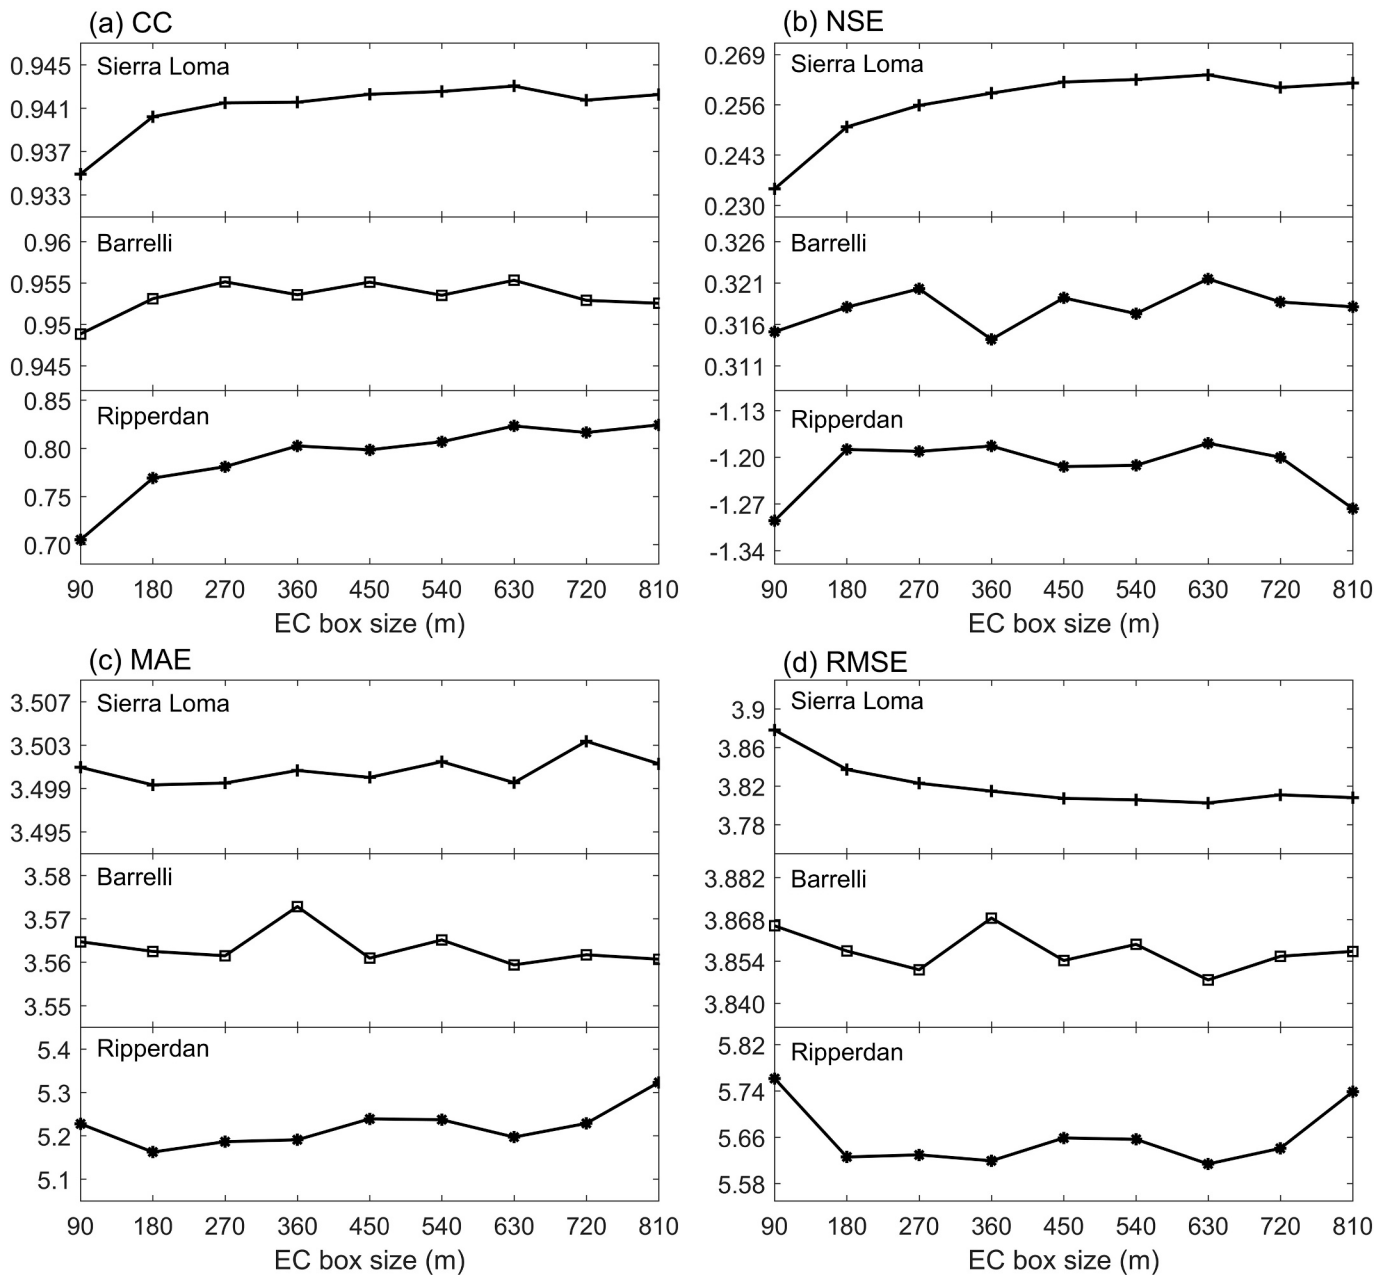 (a) CC
Sierra Loma
0.945
0.941
0.937
0.933
Barrelli
0.96
0.955
0.95
0.945
Ripperdan
0.85
0.80
0.75
0.70
90 180 270 360 450 540 630 720 810
EC box size (m)
(b) NSE
Sierra Loma
0.269
0.256
0.243
0.230
Barrelli
0.326
0.321
0.316
0.311
Ripperdan
-1.13
-1.20
-1.27
-1.34
90 180 270 360 450 540 630 720 810
EC box size (m)
(c) MAE
Sierra Loma
3.507
3.503
3.499
3.495
Barrelli
3.58
3.57
3.56
3.55
Ripperdan
5.4
5.3
5.2
5.1
90 180 270 360 450 540 630 720 810
EC box size (m)
(d) RMSE
Sierra Loma
3.9
3.86
3.82
3.78
Barrelli
3.882
3.868
3.854
3.840
Ripperdan
5.82
5.74
5.66
5.58
90 180 270 360 450 540 630 720 810
EC box size (m)